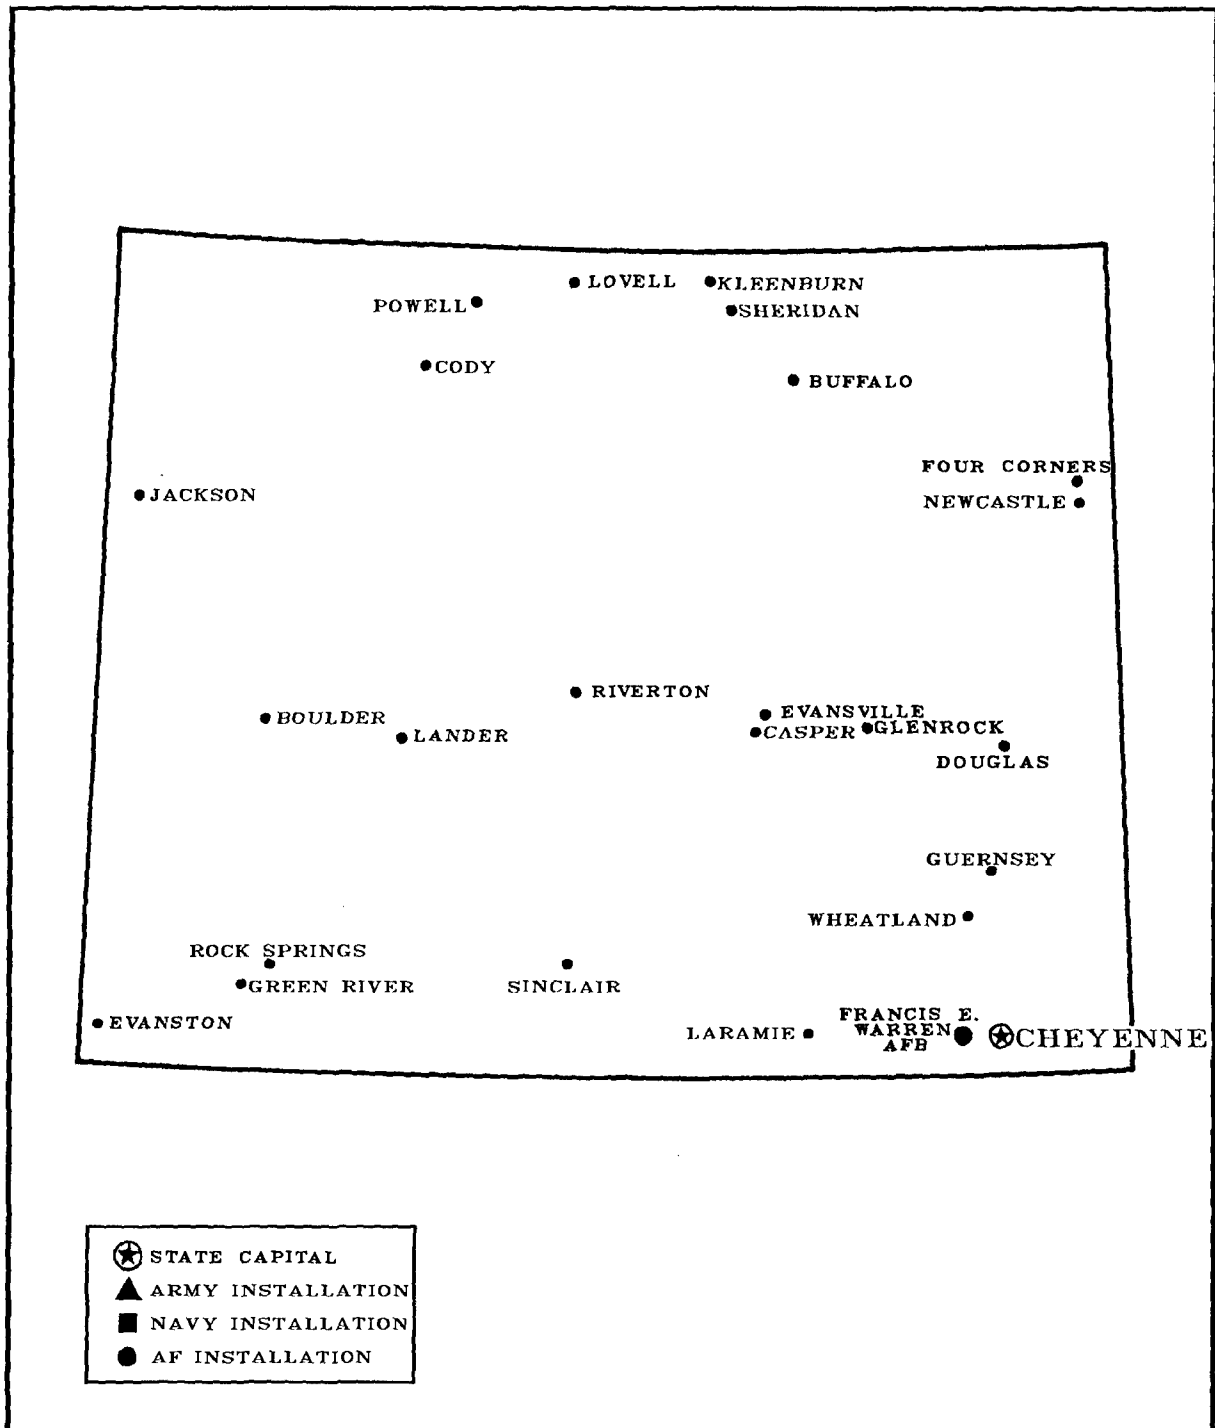 LOVELL
KLEENBURN
POWELL
SHERIDAN
CODY
BUFFALO
FOUR CORNERS
JACKSON
NEWCASTLE
RIVERTON
EVANSVILLE
BOULDER
GLENROCK
LANDER
CASPER
DOUGLAS
GUERNSEY
WHEATLAND
ROCK SPRINGS
GREEN RIVER
SINCLAIR
EVANSTON
LARAMIE
FRANCIS E.
WARREN
AFB
CHEYENNE
STATE CAPITAL
ARMY INSTALLATION
NAVY INSTALLATION
AF INSTALLATION